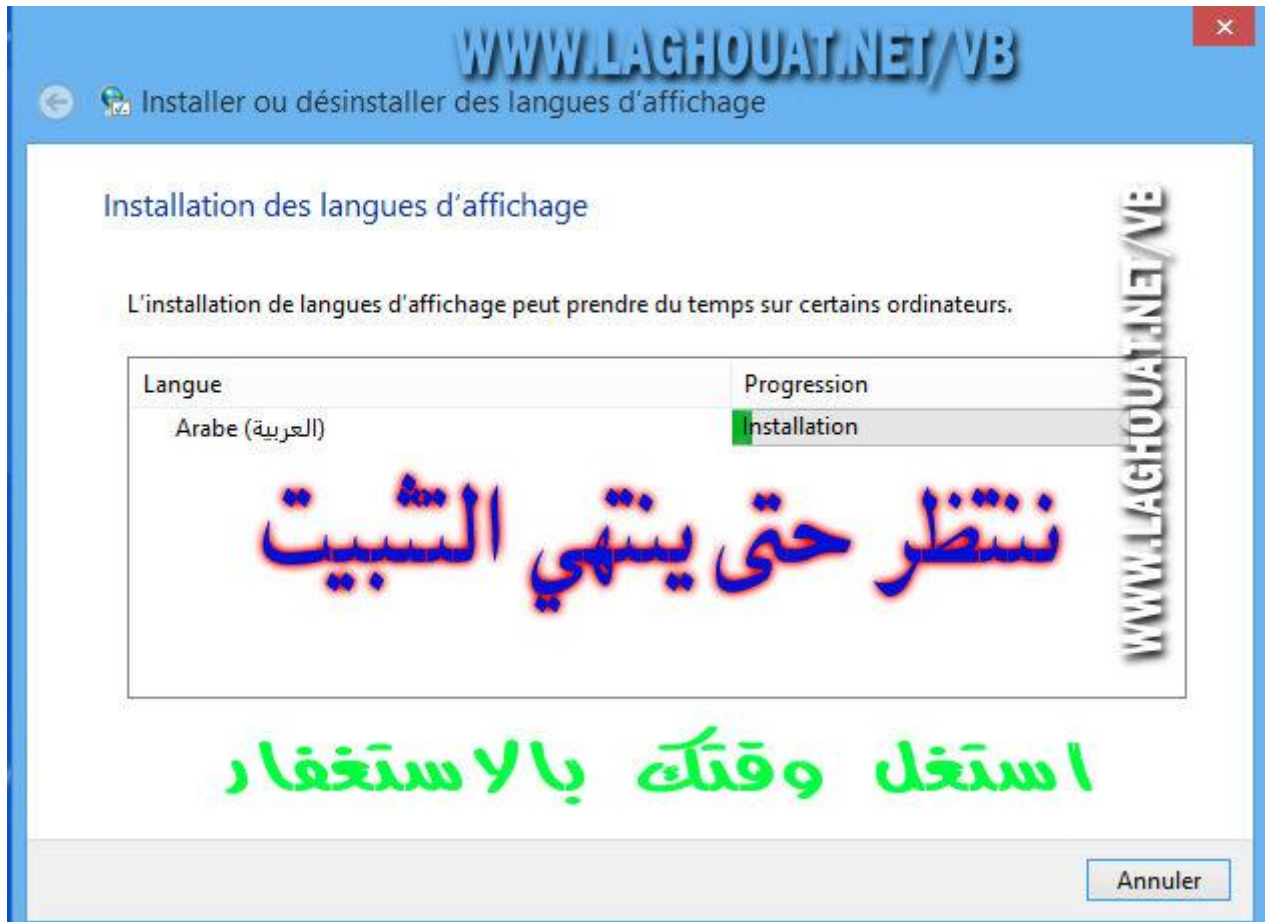 WWW.LAGHOUAT.NET/VB
Installer ou désinstaller des langues d'affichage
Installation des langues d'affichage
L'installation de langues d'affichage peut prendre du temps sur certains ordinateurs.
Langue Progression
Arabe (العربية) Installation
ننتظر حتى ينتهي التثبيت
استغل وقتك بالاستغفار
WWW.LAGHOUAT.NET/VB
Annuler